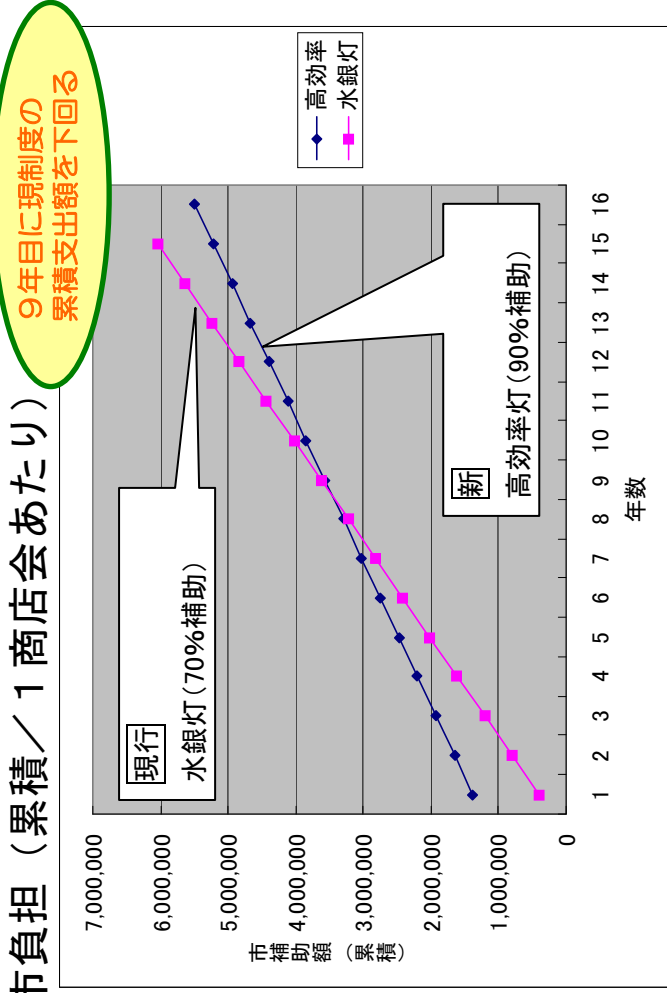 市負担（累積／１商店会あたり）
９年目に現制度の
累積支出額を下回る
7,000,000
6,000,000
5,000,000
4,000,000
3,000,000
2,000,000
1,000,000
0
市補助額（累積）
現行
水銀灯（70％補助）
新
高効率灯（90％補助）
高効率
水銀灯
1 2 3 4 5 6 7 8 9 10 11 12 13 14 15 16
年数